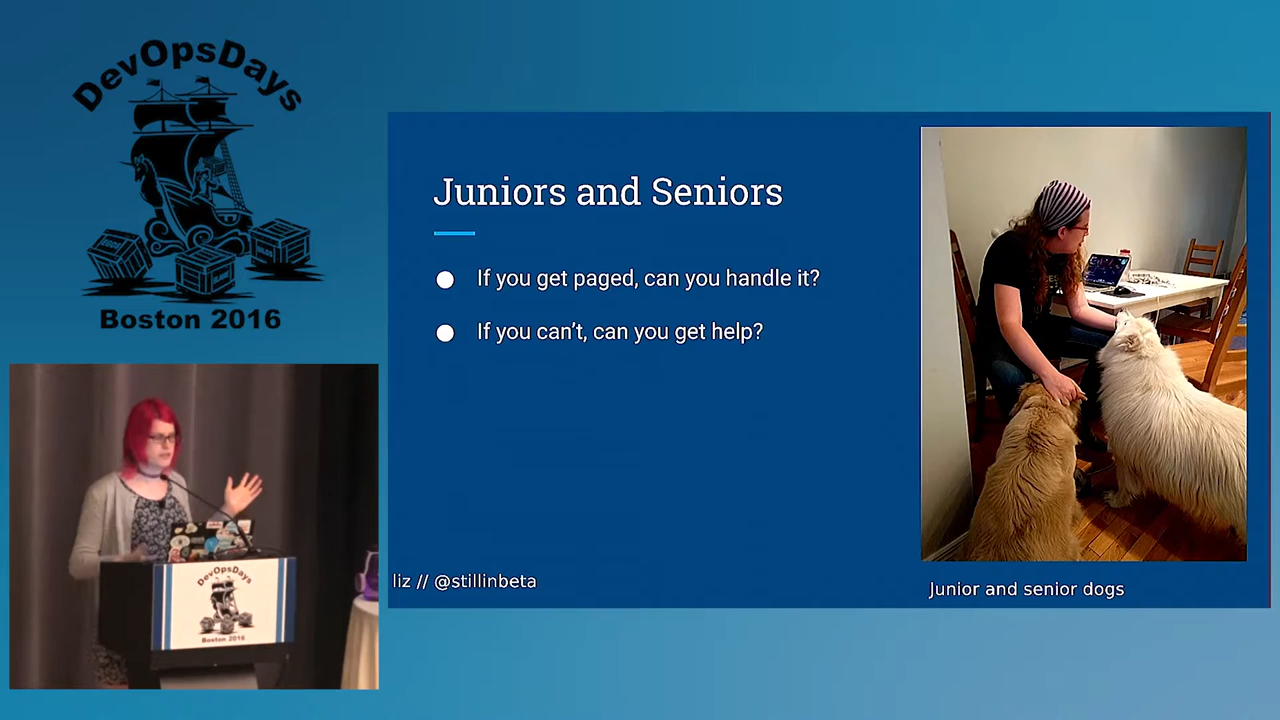 DevOpsDays
Boston 2016
Juniors and Seniors
If you get paged, can you handle it?
If you can't, can you get help?
liz // @stillinbeta
Junior and senior dogs
DevOpsDays
Boston 2016